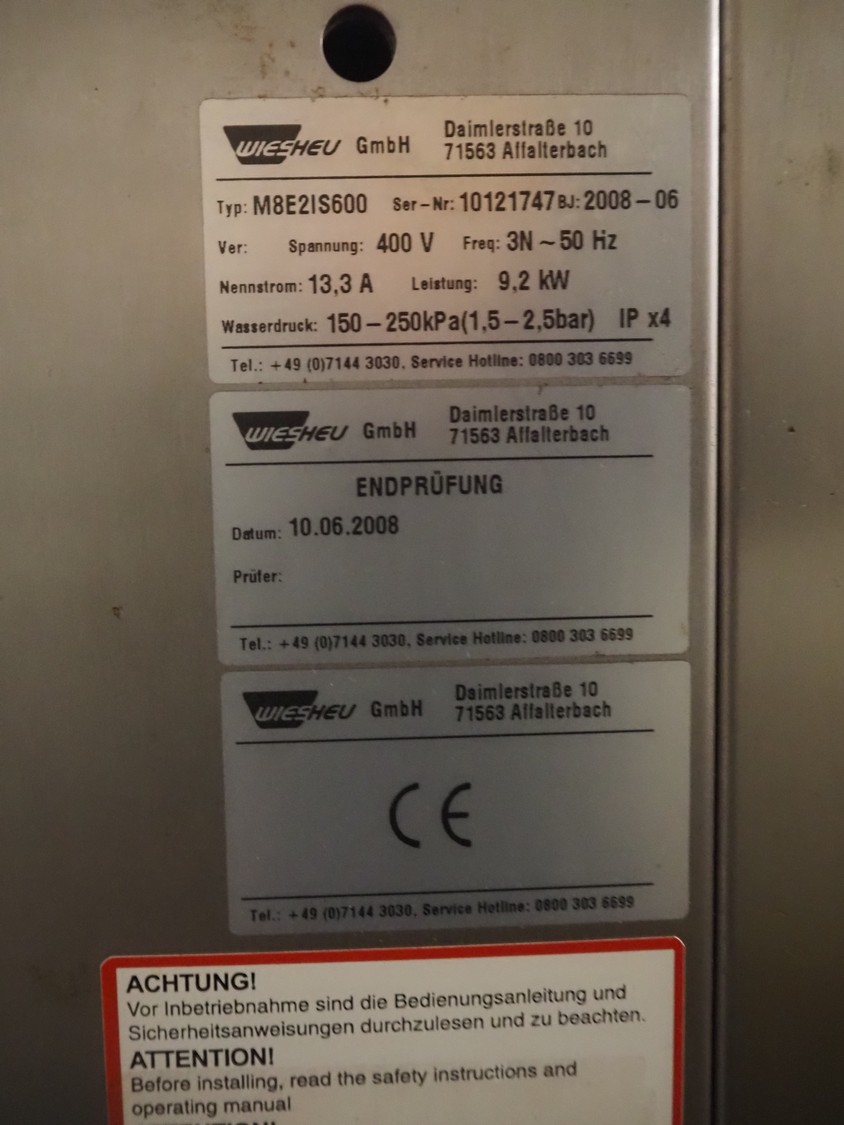 WIESHEU GmbH Daimlerstraße 10
71563 Affalterbach
Typ: M8E2IS600 Ser-Nr: 10121747 BJ: 2008-06
Ver: Spannung: 400 V Freq: 3N ~ 50 Hz
Nennstrom: 13,3 A Leistung: 9,2 kW
Wasserdruck: 150-250kPa(1,5-2,5bar) IP x4
Tel.: +49 (0)7144 3030, Service Hotline: 0800 303 6699
WIESHEU GmbH Daimlerstraße 10
71563 Affalterbach
ENDPRÜFUNG
Datum: 10.06.2008
Prüfer:
Tel.: +49 (0)7144 3030, Service Hotline: 0800 303 6699
WIESHEU GmbH Daimlerstraße 10
71563 Affalterbach
CE
Tel.: +49 (0)7144 3030, Service Hotline: 0800 303 6699
ACHTUNG!
Vor Inbetriebnahme sind die Bedienungsanleitung und
Sicherheitsanweisungen durchzulesen und zu beachten.
ATTENTION!
Before installing, read the safety instructions and
operating manual